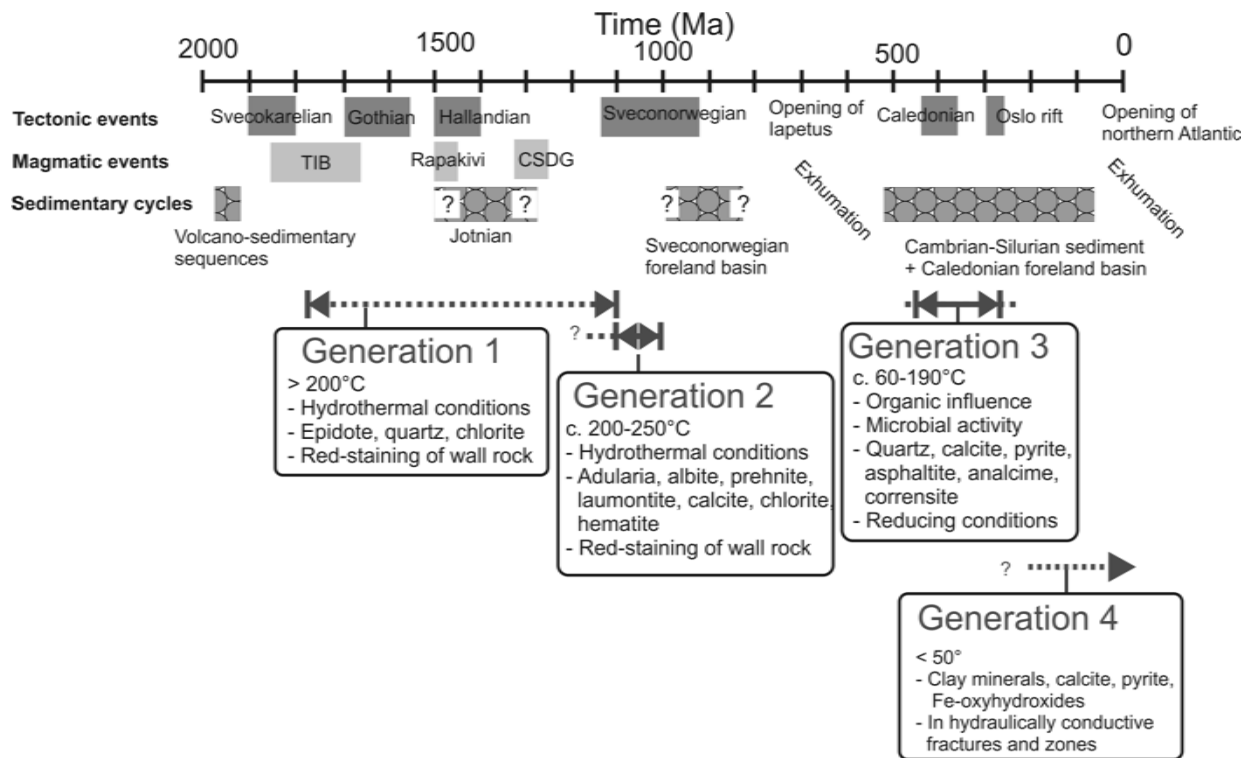 Time (Ma)
2000 1500 1000 500 0
Tectonic events Svecokarelian Gothian Hallandian Sveconorwegian Opening of Iapetus Caledonian Oslo rift Opening of northern Atlantic
Magmatic events TIB Rapakivi CSDG
Sedimentary cycles ? ? ? ? Exhumation Exhumation
Volcano-sedimentary
sequences
Jotnian
Sveconorwegian
foreland basin
Cambrian-Silurian sediment
+ Caledonian foreland basin
Generation 1
> 200°C
- Hydrothermal conditions
- Epidote, quartz, chlorite
- Red-staining of wall rock
?
Generation 2
c. 200-250°C
- Hydrothermal conditions
- Adularia, albite, prehnite,
laumontite, calcite, chlorite,
hematite
- Red-staining of wall rock
Generation 3
c. 60-190°C
- Organic influence
- Microbial activity
- Quartz, calcite, pyrite,
asphaltite, analcime,
corrensite
- Reducing conditions
?
Generation 4
< 50°
- Clay minerals, calcite, pyrite,
Fe-oxyhydroxides
- In hydraulically conductive
fractures and zones